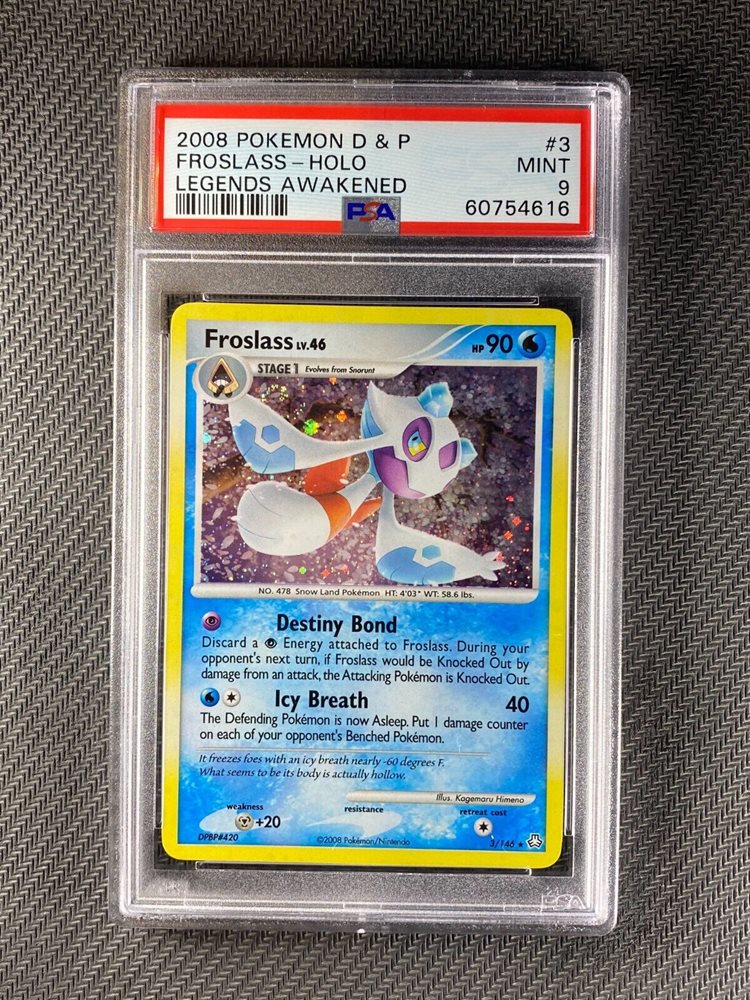 2008 POKEMON D & P #3
FROSLASS - HOLO MINT
LEGENDS AWAKENED 9
PSA 60754616
Froslass LV.46 HP 90
STAGE 1 Evolves from Snorunt
NO. 478 Snow Land Pokémon HT: 4'03" WT: 58.6 lbs.
Destiny Bond
Discard a Energy attached to Froslass. During your
opponent's next turn, if Froslass would be Knocked Out by
damage from an attack, the Attacking Pokémon is Knocked Out.
Icy Breath 40
The Defending Pokémon is now Asleep. Put 1 damage counter
on each of your opponent's Benched Pokémon.
It freezes foes with an icy breath nearly -60 degrees F.
What seems to be its body is actually hollow.
Illus. Kagemaru Himeno
weakness resistance retreat cost
+20
DPBP#420 ©2008 Pokémon/Nintendo 3/146 ★
PSA